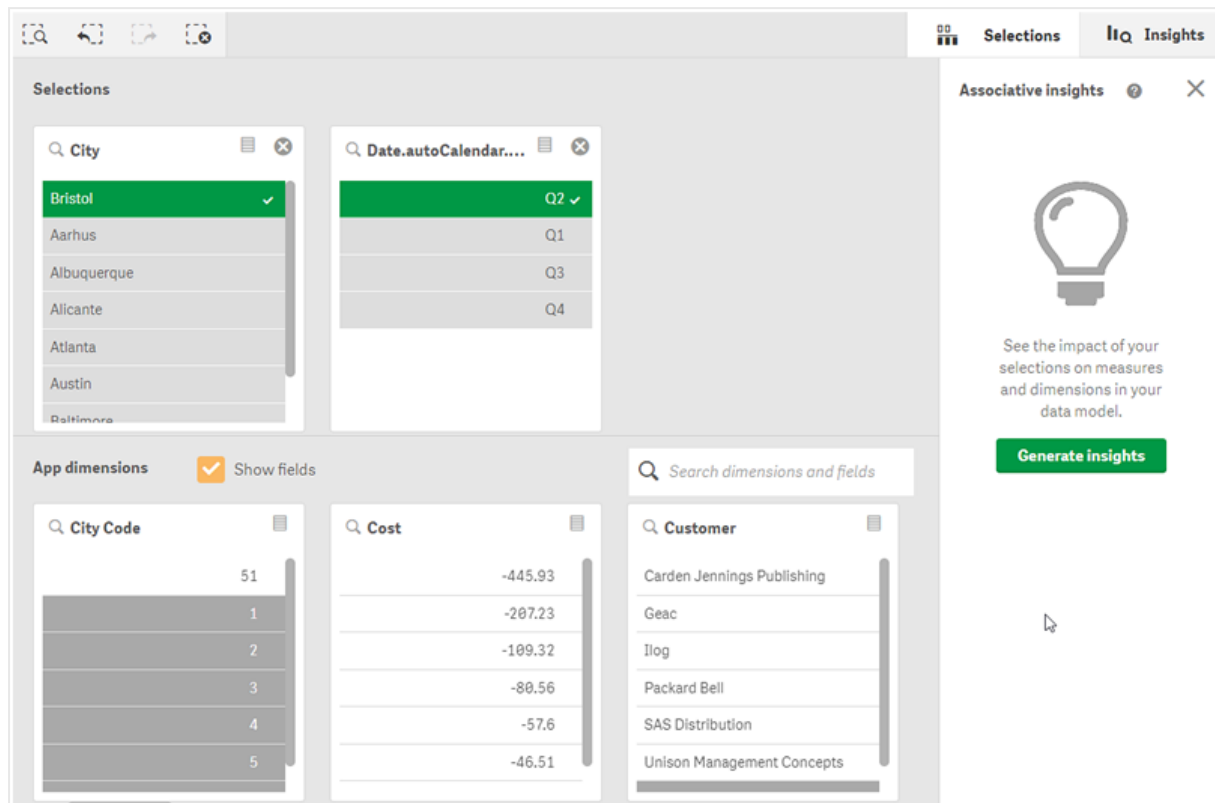 Selections
Insights
Selections
Associative insights
City
Date.autoCalendar....
Bristol
Aarhus
Albuquerque
Alicante
Atlanta
Austin
Baltimore
Q2
Q1
Q3
Q4
See the impact of your
selections on measures
and dimensions in your
data model.
Generate insights
App dimensions
Show fields
Search dimensions and fields
City Code
51
1
2
3
4
5
Cost
-445.93
-207.23
-109.32
-80.56
-57.6
-46.51
Customer
Carden Jennings Publishing
Geac
Ilog
Packard Bell
SAS Distribution
Unison Management Concepts